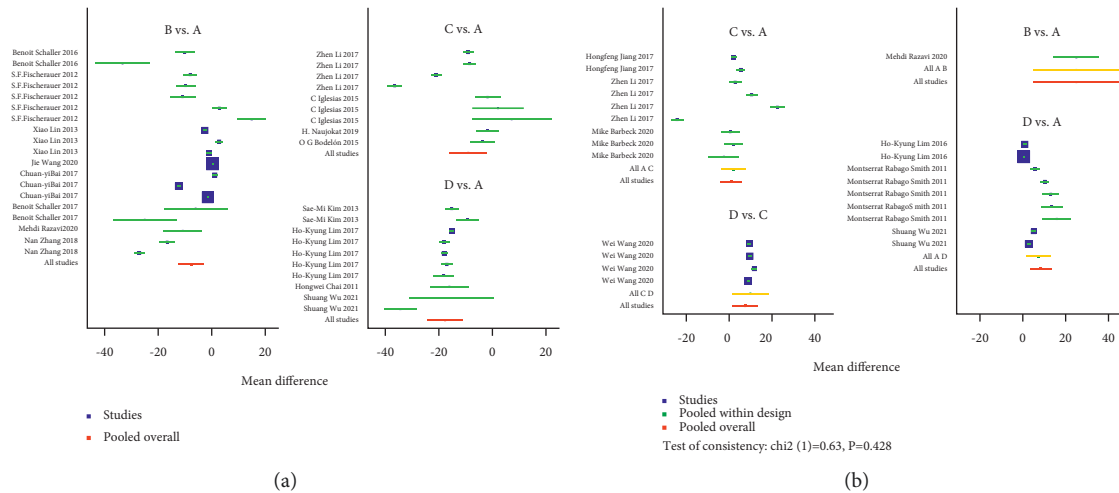 B vs. A
Benoit Schaller 2016
Benoit Schaller 2016
S.F.Fischerauer 2012
S.F.Fischerauer 2012
S.F.Fischerauer 2012
S.F.Fischerauer 2012
S.F.Fischerauer 2012
Xiao Lin 2013
Xiao Lin 2013
Xiao Lin 2013
Jie Wang 2020
Chuan-yiBai 2017
Chuan-yiBai 2017
Chuan-yiBai 2017
Benoit Schaller 2017
Benoit Schaller 2017
Mehdi Razavi2020
Nan Zhang 2018
Nan Zhang 2018
All studies
-40 -20 0 20
C vs. A
Zhen Li 2017
Zhen Li 2017
Zhen Li 2017
Zhen Li 2017
C Iglesias 2015
C Iglesias 2015
C Iglesias 2015
H. Naujokat 2019
O G Bodelón 2015
All studies
D vs. A
Sae-Mi Kim 2013
Sae-Mi Kim 2013
Ho-Kyung Lim 2017
Ho-Kyung Lim 2017
Ho-Kyung Lim 2017
Ho-Kyung Lim 2017
Ho-Kyung Lim 2017
Hongwei Chai 2011
Shuang Wu 2021
Shuang Wu 2021
All studies
-40 -20 0 20
Mean difference
Studies
Pooled overall
(a)
C vs. A
Hongfeng Jiang 2017
Hongfeng Jiang 2017
Zhen Li 2017
Zhen Li 2017
Zhen Li 2017
Zhen Li 2017
Mike Barbeck 2020
Mike Barbeck 2020
Mike Barbeck 2020
All A C
All studies
D vs. C
Wei Wang 2020
Wei Wang 2020
Wei Wang 2020
Wei Wang 2020
All C D
All studies
-20 0 20 40
B vs. A
Mehdi Razavi 2020
All A B
All studies
D vs. A
Ho-Kyung Lim 2016
Ho-Kyung Lim 2016
Montserrat Rabago Smith 2011
Montserrat Rabago Smith 2011
Montserrat Rabago Smith 2011
Montserrat RabagoS mith 2011
Montserrat Rabago Smith 2011
Shuang Wu 2021
Shuang Wu 2021
All A D
All studies
-20 0 20 40
Mean difference
Studies
Pooled within design
Pooled overall
Test of consistency: chi2 (1)=0.63, P=0.428
(b)